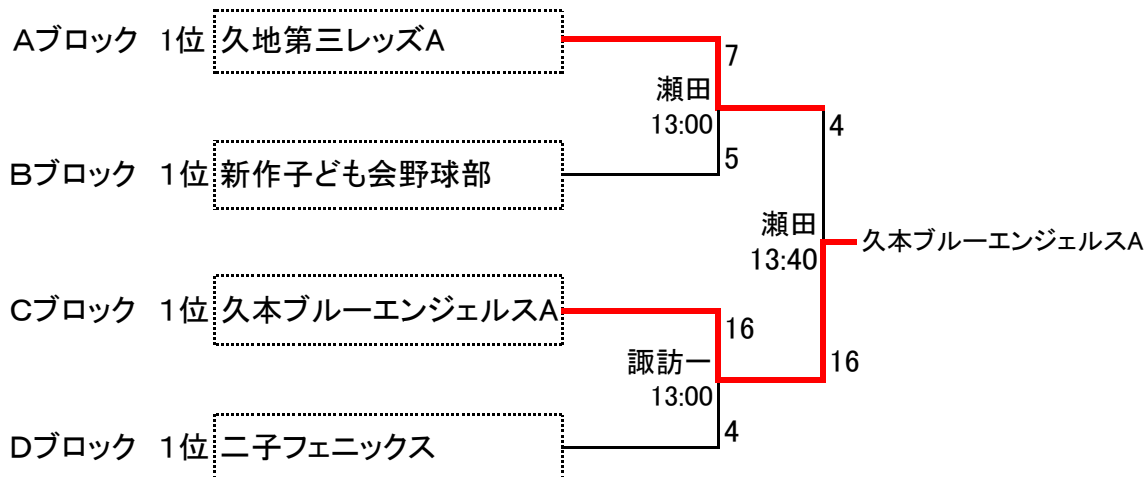 Aブロック 1位 久地第三レッズA
7
瀬田
13:00
4
Bブロック 1位 新作子ども会野球部
5
瀬田
13:40
久本ブルーエンジェルスA
Cブロック 1位 久本ブルーエンジェルスA
16
諏訪一
13:00
16
Dブロック 1位 二子フェニックス
4